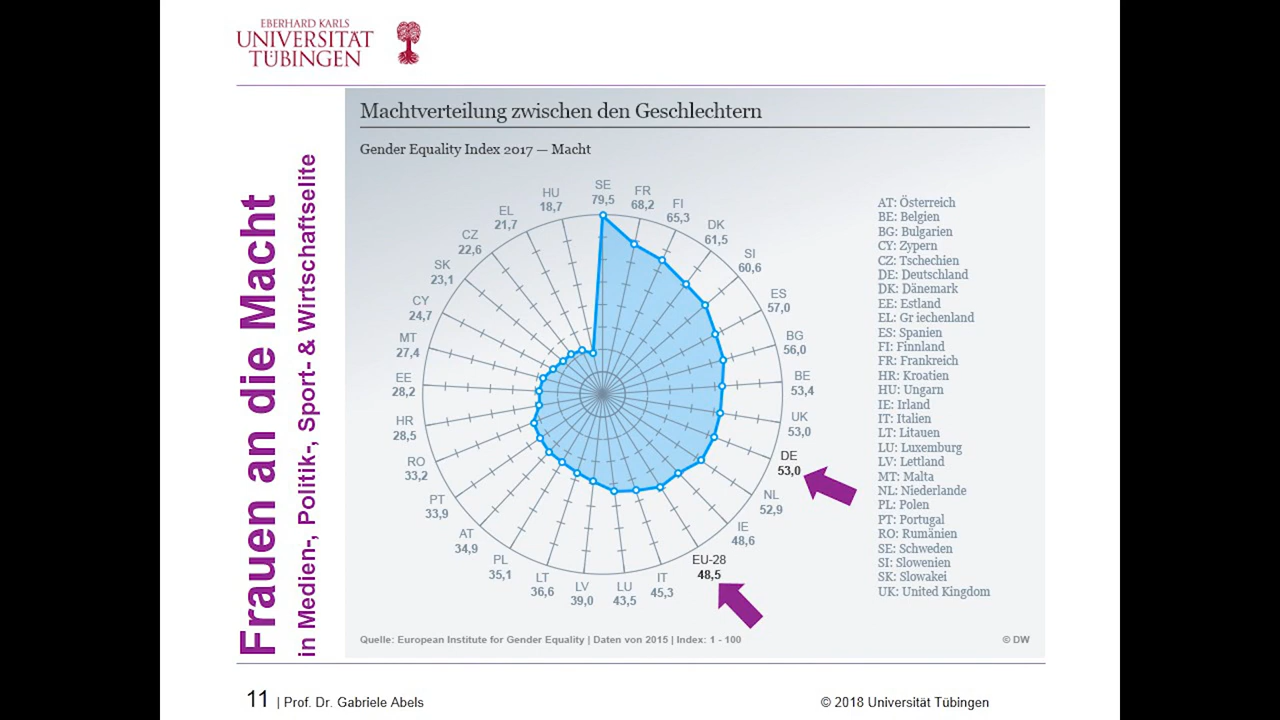 EBERHARD KARLS
UNIVERSITÄT
TÜBINGEN
Frauen an die Macht
in Medien-, Politik-, Sport- & Wirtschaftselite
Machtverteilung zwischen den Geschlechtern
Gender Equality Index 2017 — Macht
SE
79,5
FR
68,2
FI
65,3
DK
61,5
SI
60,6
ES
57,0
BG
56,0
BE
53,4
UK
53,0
DE
53,0
NL
52,9
IE
48,6
EU-28
48,5
IT
45,3
LU
43,5
LV
39,0
LT
36,6
PL
35,1
AT
34,9
PT
33,9
RO
33,2
HR
28,5
EE
28,2
MT
27,4
CY
24,7
SK
23,1
CZ
22,6
EL
21,7
HU
18,7
AT: Österreich
BE: Belgien
BG: Bulgarien
CY: Zypern
CZ: Tschechien
DE: Deutschland
DK: Dänemark
EE: Estland
EL: Gr iechenland
ES: Spanien
FI: Finnland
FR: Frankreich
HR: Kroatien
HU: Ungarn
IE: Irland
IT: Italien
LT: Litauen
LU: Luxemburg
LV: Lettland
MT: Malta
NL: Niederlande
PL: Polen
PT: Portugal
RO: Rumänien
SE: Schweden
SI: Slowenien
SK: Slowakei
UK: United Kingdom
Quelle: European Institute for Gender Equality | Daten von 2015 | Index: 1 - 100
© DW
11 | Prof. Dr. Gabriele Abels
© 2018 Universität Tübingen